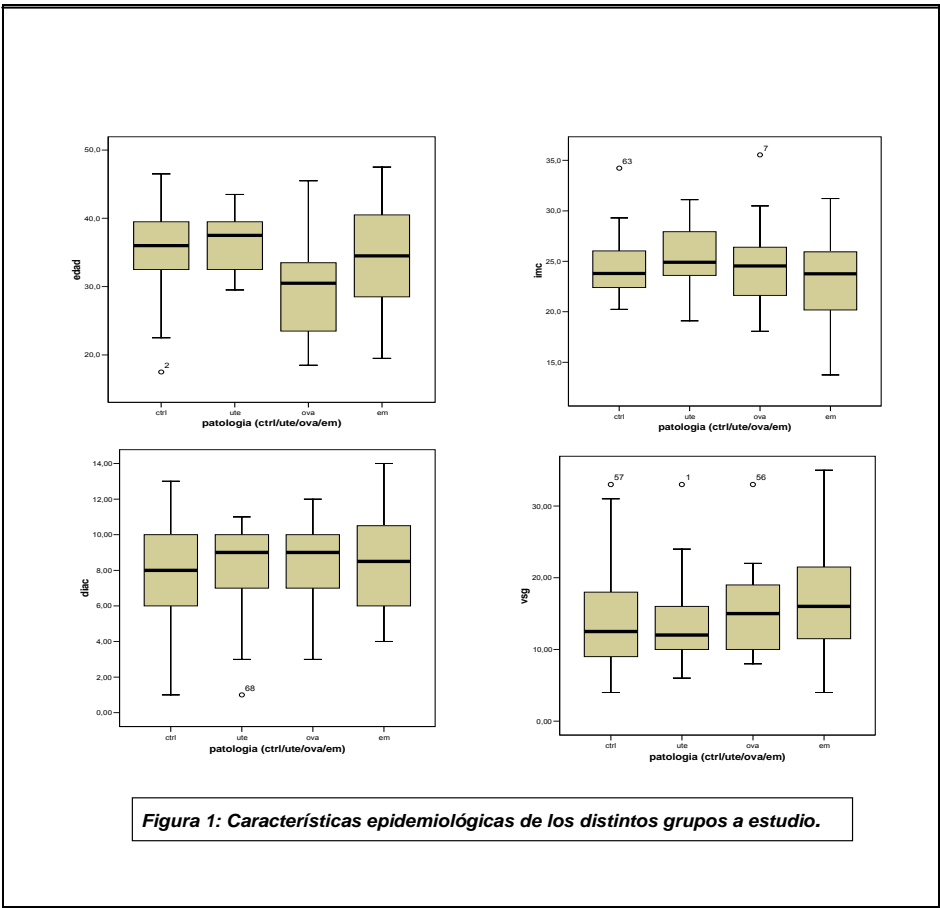 50,0
40,0
30,0
20,0
edad
2
ctrl ute ova em
patologia (ctrl/ute/ova/em)
35,0
30,0
25,0
20,0
15,0
imc
63
7
ctrl ute ova em
patologia (ctrl/ute/ova/em)
14,00
12,00
10,00
8,00
6,00
4,00
2,00
0,00
diac
68
ctrl ute ova em
patologia (ctrl/ute/ova/em)
30,00
20,00
10,00
0,00
vsg
57
1
56
ctrl ute ova em
patologia (ctrl/ute/ova/em)
Figura 1: Características epidemiológicas de los distintos grupos a estudio.